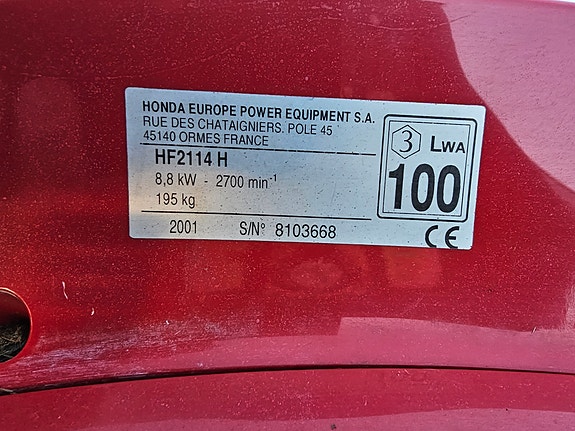 HONDA EUROPE POWER EQUIPMENT S.A.
RUE DES CHATAIGNIERS, POLE 45
45140 ORMES FRANCE
HF2114 H
8,8 kW - 2700 min⁻¹
195 kg
2001 S/N° 8103668
3 LWA
100
CE